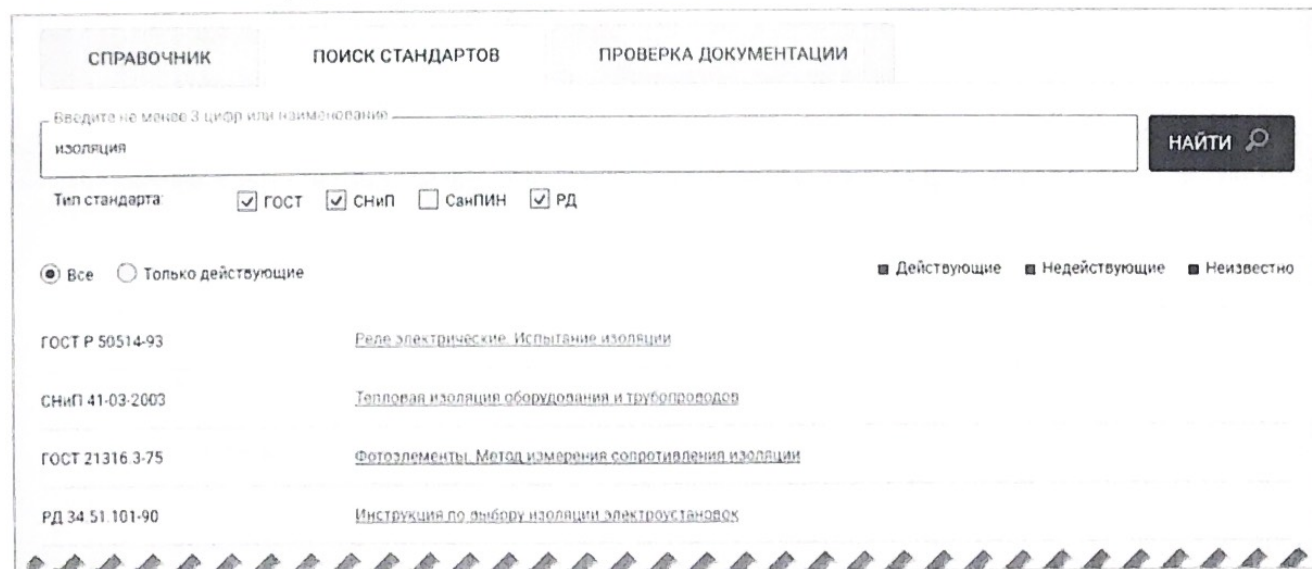 СПРАВОЧНИК ПОИСК СТАНДАРТОВ ПРОВЕРКА ДОКУМЕНТАЦИИ
Введите не менее 3 цифр или наименование
изоляция НАЙТИ
Тип стандарта: ГОСТ СНиП СанПИН РД
Все Только действующие Действующие Недействующие Неизвестно
ГОСТ Р 50514-93 Реле электрические. Испытание изоляции
СНиП 41-03-2003 Тепловая изоляция оборудования и трубопроводов
ГОСТ 21316.3-75 Фотоэлементы. Метод измерения сопротивления изоляции
РД 34.51.101-90 Инструкция по выбору изоляции электроустановок